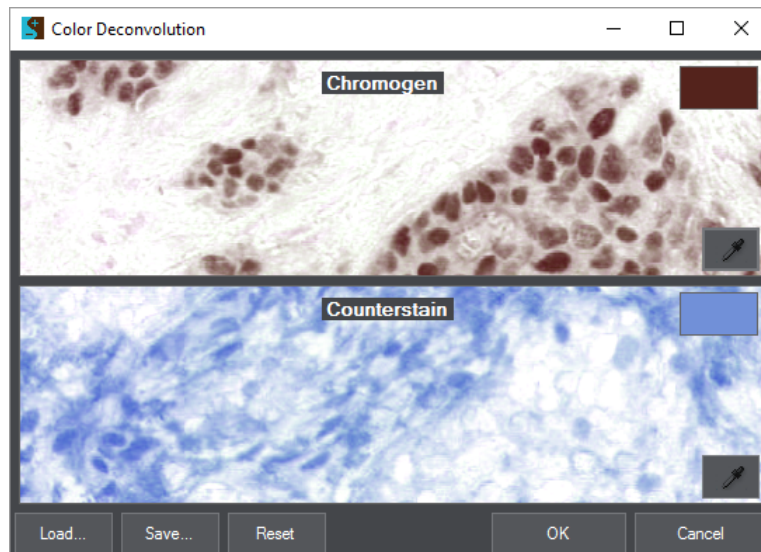 Color Deconvolution
Chromogen
Counterstain
Load...
Save...
Reset
OK
Cancel